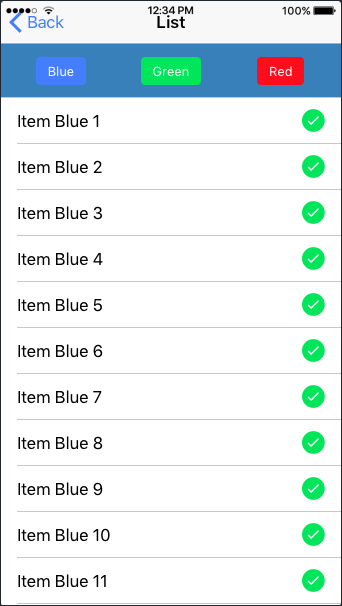 12:34 PM 100%
Back List
Blue Green Red
Item Blue 1
Item Blue 2
Item Blue 3
Item Blue 4
Item Blue 5
Item Blue 6
Item Blue 7
Item Blue 8
Item Blue 9
Item Blue 10
Item Blue 11